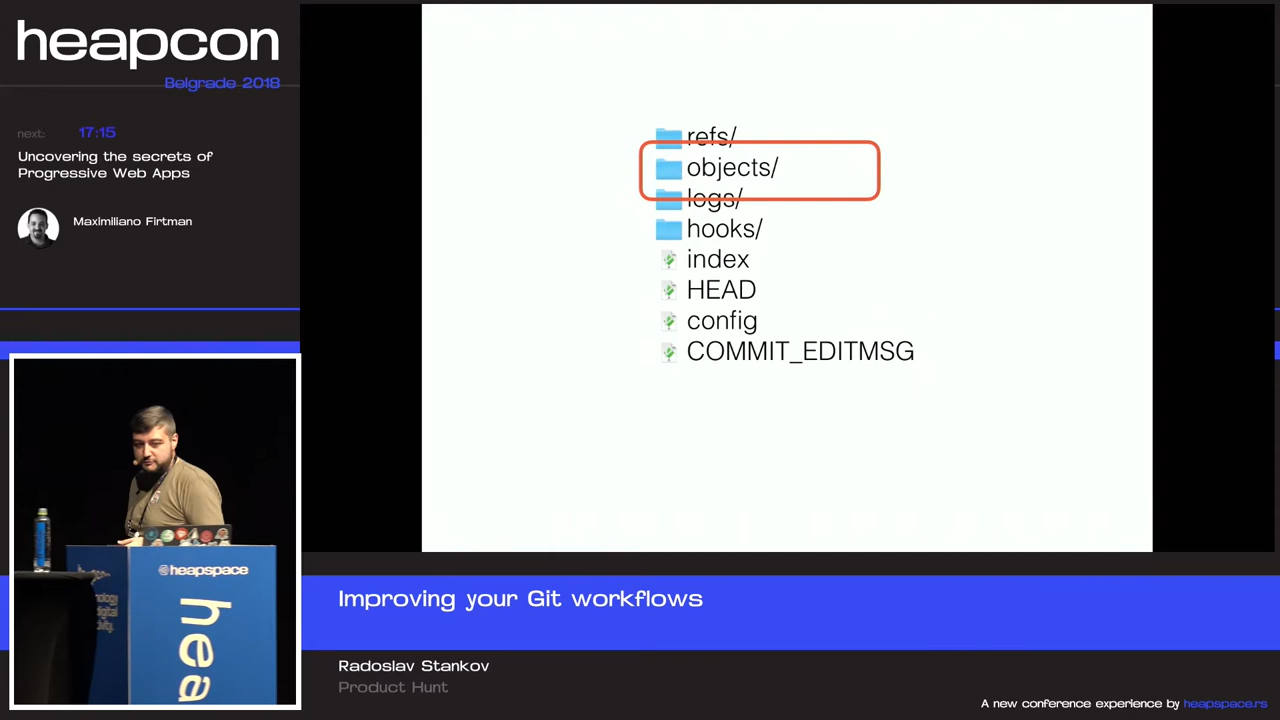 heapcon
Belgrade 2018
next: 17:15
Uncovering the secrets of
Progressive Web Apps
Maximiliano Firtman
refs/
objects/
logs/
hooks/
index
HEAD
config
COMMIT_EDITMSG
@heapspace
hea
Improving your Git workflows
Radoslav Stankov
Product Hunt
A new conference experience by heapspace.rs